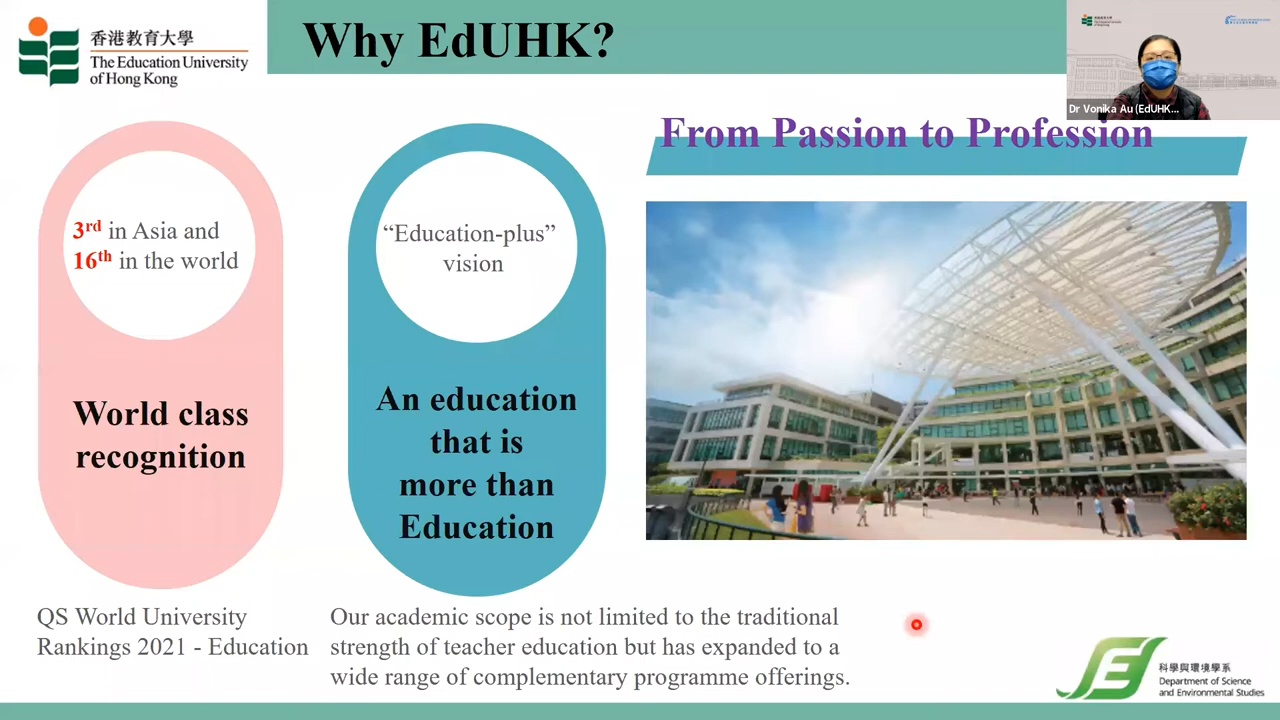 香港教育大學
The Education University
of Hong Kong
Why EdUHK?
Dr Vonika Au (EdUHK...
From Passion to Profession
3rd in Asia and
16th in the world
“Education-plus”
vision
World class
recognition
An education
that is
more than
Education
QS World University
Rankings 2021 - Education
Our academic scope is not limited to the traditional
strength of teacher education but has expanded to a
wide range of complementary programme offerings.
科學與環境學系
Department of Science
and Environmental Studies